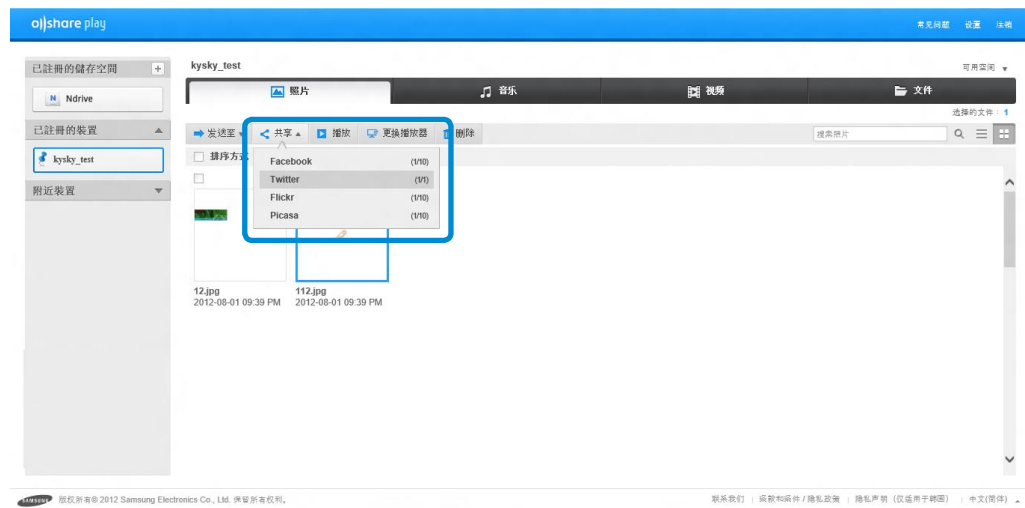 allshare play
常见问题 设置 注销
已註冊的儲存空間 +
kysky_test
可用空间
Ndrive
照片 音乐 视频 文件
选择的文件：1
已註冊的裝置
发送至 共享 播放 更换播放器 删除
搜索照片
kysky_test
排序方式
Facebook (1/10)
Twitter (1/1)
附近裝置
Flickr (1/10)
Picasa (1/10)
12.jpg 112.jpg
2012-08-01 09:39 PM 2012-08-01 09:39 PM
SAMSUNG 版权所有© 2012 Samsung Electronics Co., Ltd. 保留所有权利。
联系我们 | 条款和条件 / 隐私政策 | 隐私声明（仅适用于韩国） | 中文(简体)